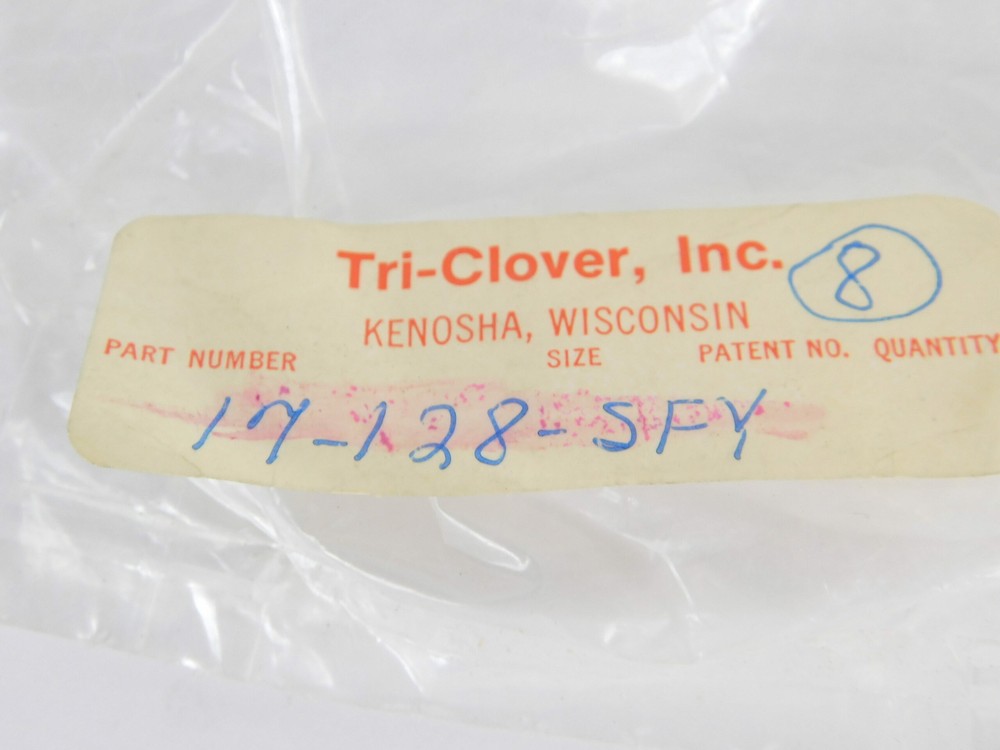 Tri-Clover, Inc. 8
KENOSHA, WISCONSIN
PART NUMBER SIZE PATENT NO. QUANTITY
17-128-SFY